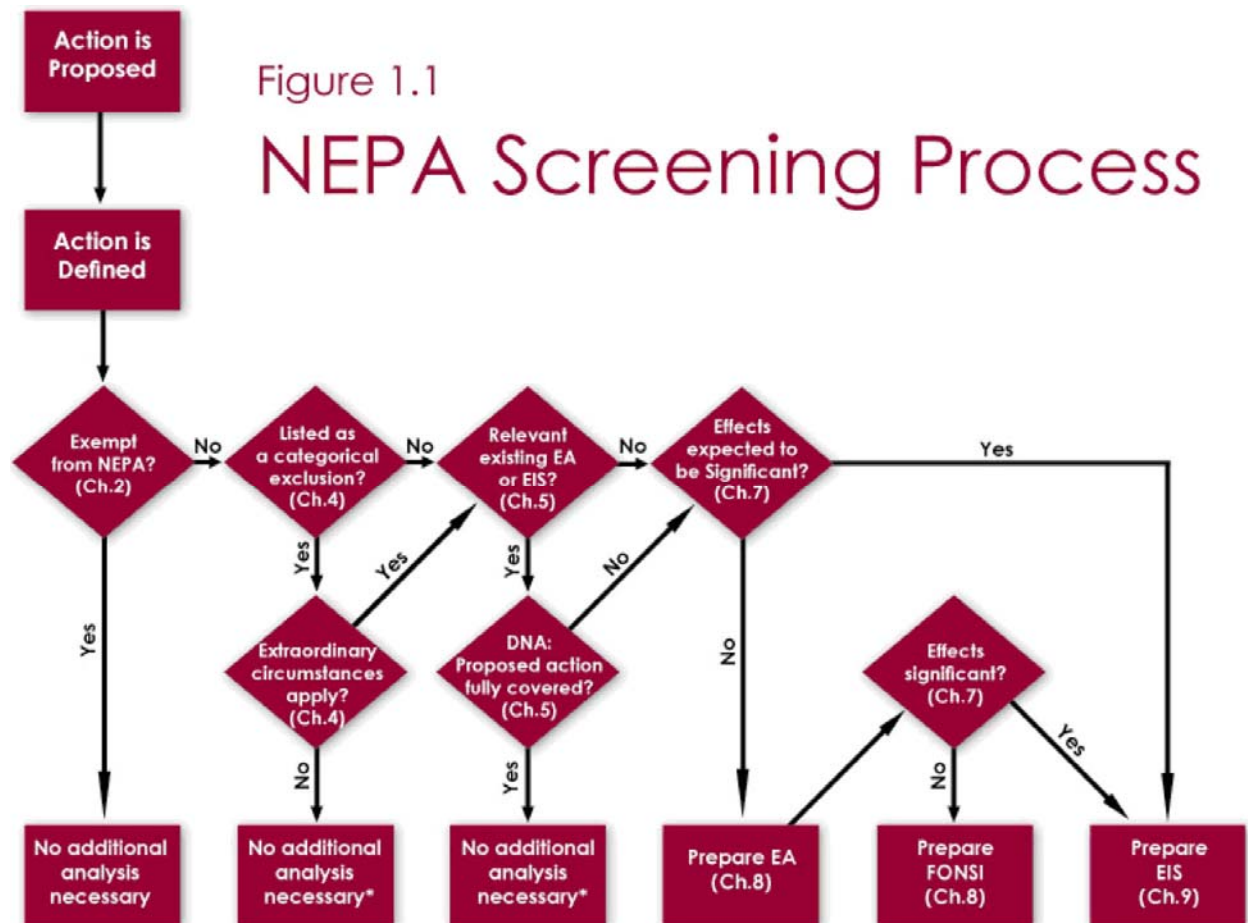 Action is
Proposed
Figure 1.1
NEPA Screening Process
Action is
Defined
Exempt
from NEPA?
(Ch.2)
No
Listed as
a categorical
exclusion?
(Ch.4)
No
Relevant
existing EA
or EIS?
(Ch.5)
No
Effects
expected to
be Significant?
(Ch.7)
Yes
Yes
Yes
Yes
Yes
No
No
Extraordinary
circumstances
apply?
(Ch.4)
DNA:
Proposed action
fully covered?
(Ch.5)
Effects
significant?
(Ch.7)
No
Yes
No
Yes
No additional
analysis
necessary
No additional
analysis
necessary*
No additional
analysis
necessary*
Prepare EA
(Ch.8)
Prepare
FONSI
(Ch.8)
Prepare
EIS
(Ch.9)